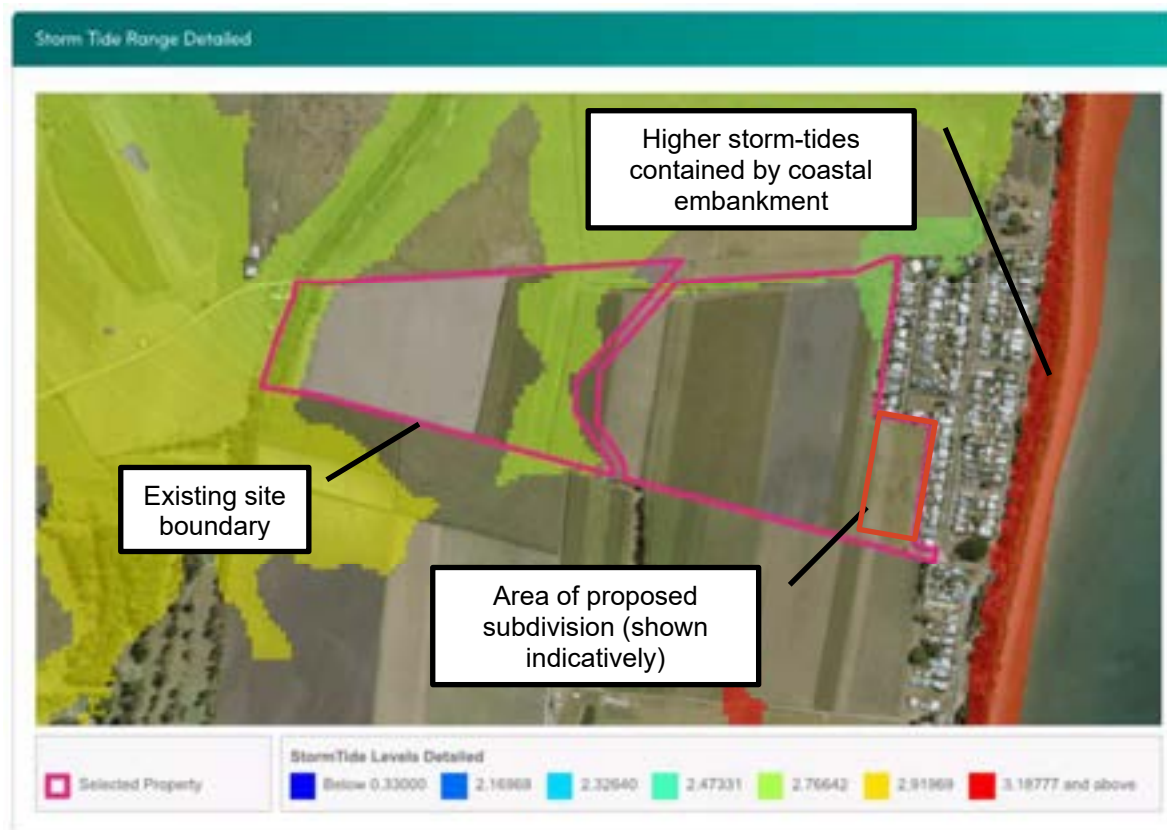 Storm Tide Range Detailed
Higher storm-tides
contained by coastal
embankment
Existing site
boundary
Area of proposed
subdivision (shown
indicatively)
StormTide Levels Detailed
Selected Property
Below 0.33000
2.16968
2.32640
2.47331
2.76642
2.91969
3.18777 and above